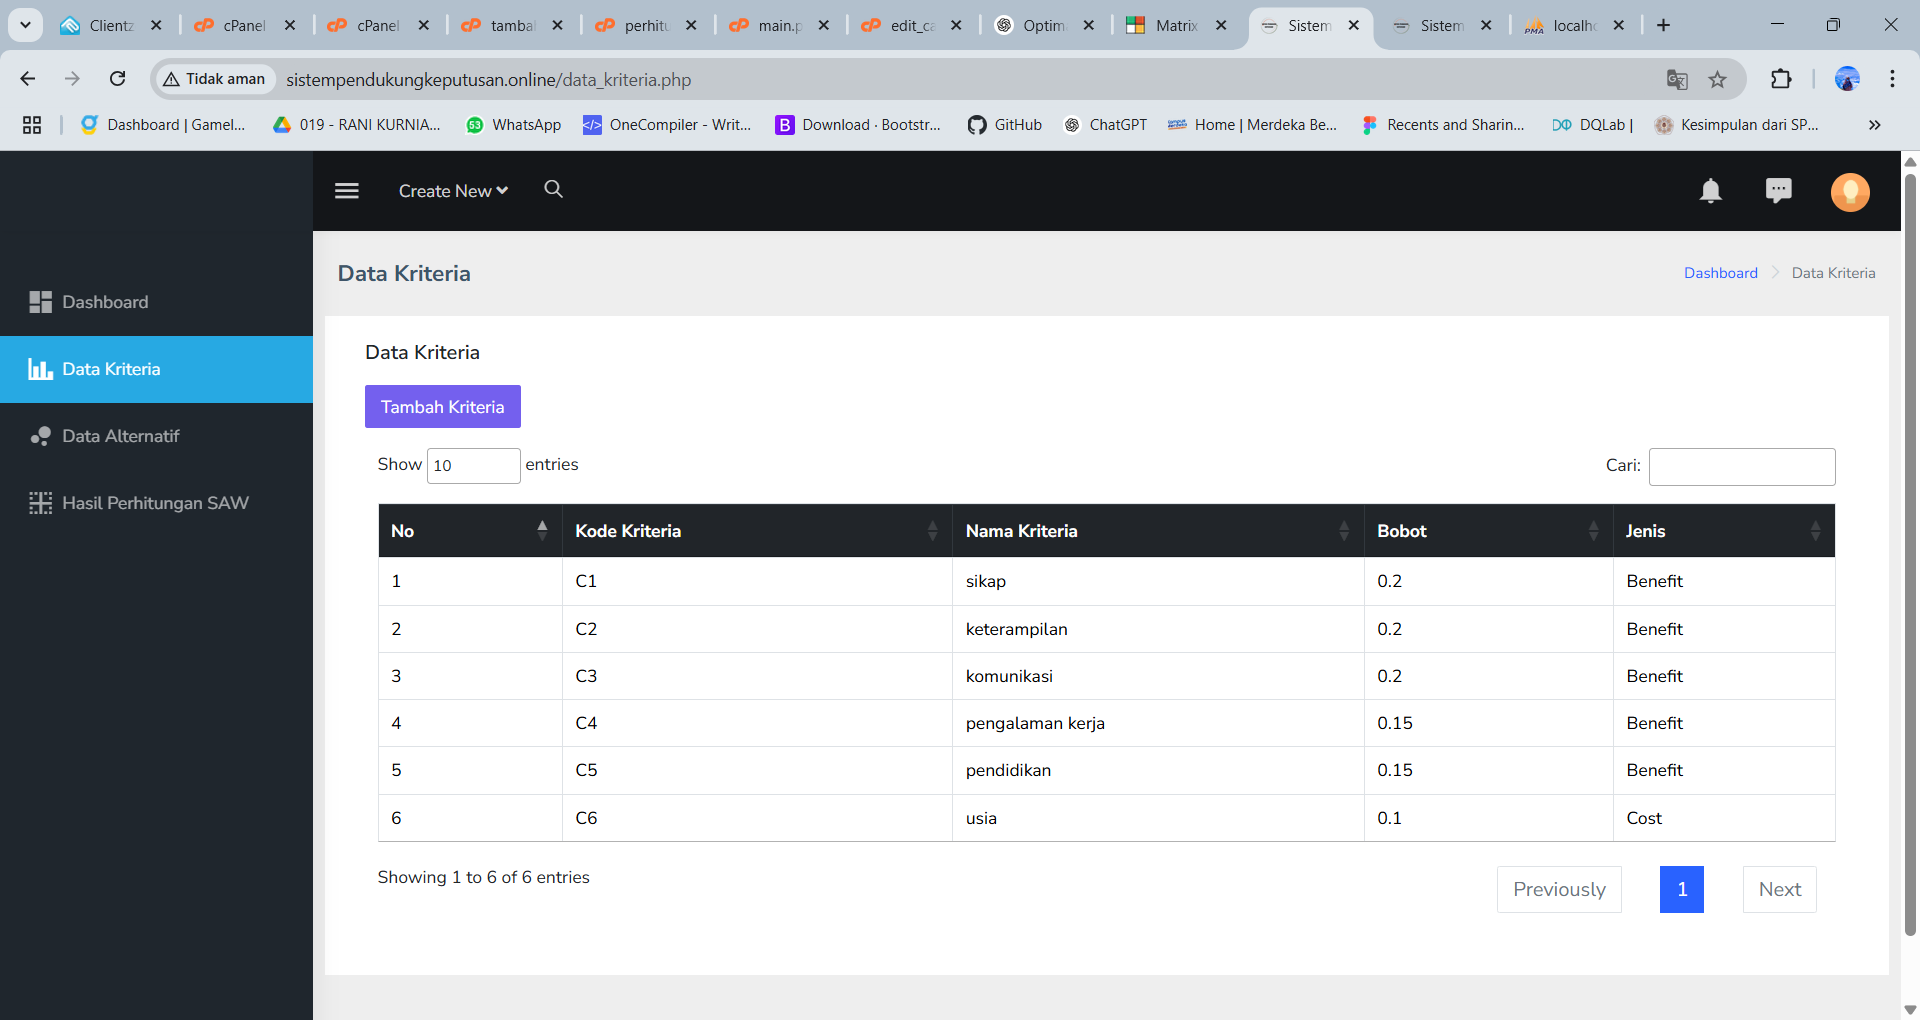 Clientz
cPanel
cPanel
tambal
perhitu
main.p
edit_ca
Optim
Matrix
Sistem
Sistem
localho
Tidak aman
sistempendukungkeputusan.online/data_kriteria.php
Dashboard | Gamel...
019 - RANI KURNIA...
53
WhatsApp
OneCompiler - Writ...
Download · Bootstr...
GitHub
ChatGPT
Home | Merdeka Be...
Recents and Sharin...
DQLab |
Kesimpulan dari SP...
Create New
Data Kriteria
Dashboard
Data Kriteria
Dashboard
Data Kriteria
Data Alternatif
Hasil Perhitungan SAW
Data Kriteria
Tambah Kriteria
Show 10 entries
Cari:
No Kode Kriteria Nama Kriteria Bobot Jenis
1 C1 sikap 0.2 Benefit
2 C2 keterampilan 0.2 Benefit
3 C3 komunikasi 0.2 Benefit
4 C4 pengalaman kerja 0.15 Benefit
5 C5 pendidikan 0.15 Benefit
6 C6 usia 0.1 Cost
Showing 1 to 6 of 6 entries
Previously 1 Next